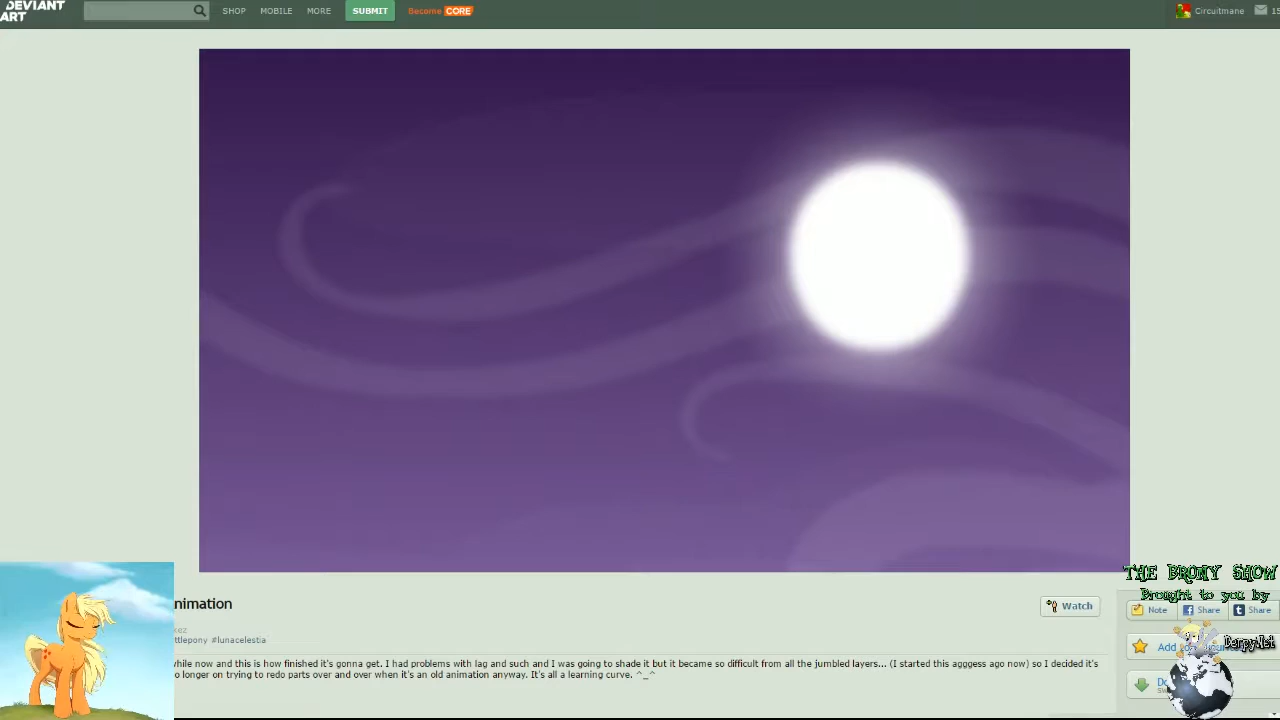 DEVIANT
ART
SHOP
MOBILE
MORE
SUBMIT
Become CORE
Circuitmane
15
nimation
Watch
xez
ttlepony #lunacelestia
while now and this is how finished it's gonna get. I had problems with lag and such and I was going to shade it but it became so difficult from all the jumbled layers... (I started this agggess ago now) so I decided it's
o longer on trying to redo parts over and over when it's an old animation anyway. It's all a learning curve. ^_^
THE BRONY SHOW
Brought to you by
Note
Share
Share